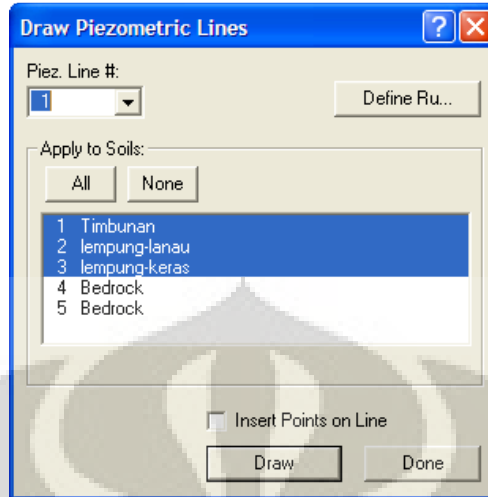 Draw Piezometric Lines
Piez. Line #:
1
Define Ru...
Apply to Soils:
All None
1 Timbunan
2 lempung-lanau
3 lempung-keras
4 Bedrock
5 Bedrock
Insert Points on Line
Draw Done